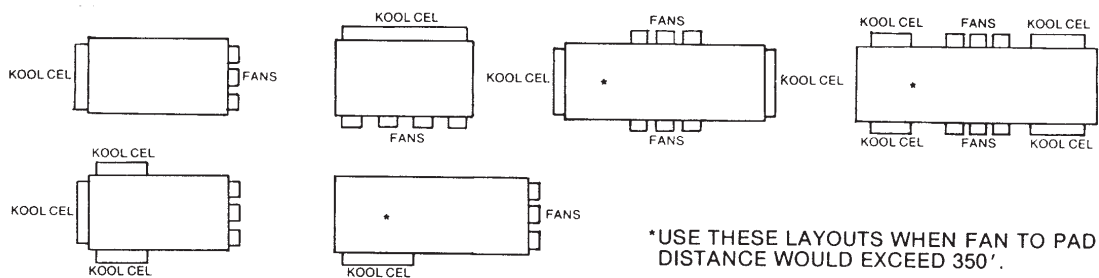 KOOL CEL
FANS
KOOL CEL
FANS
KOOL CEL
FANS
KOOL CEL
*
KOOL CEL
FANS
KOOL CEL
FANS
KOOL CEL
*
KOOL CEL
FANS
KOOL CEL
KOOL CEL
KOOL CEL
KOOL CEL
FANS
*
KOOL CEL
*USE THESE LAYOUTS WHEN FAN TO PAD
DISTANCE WOULD EXCEED 350'.